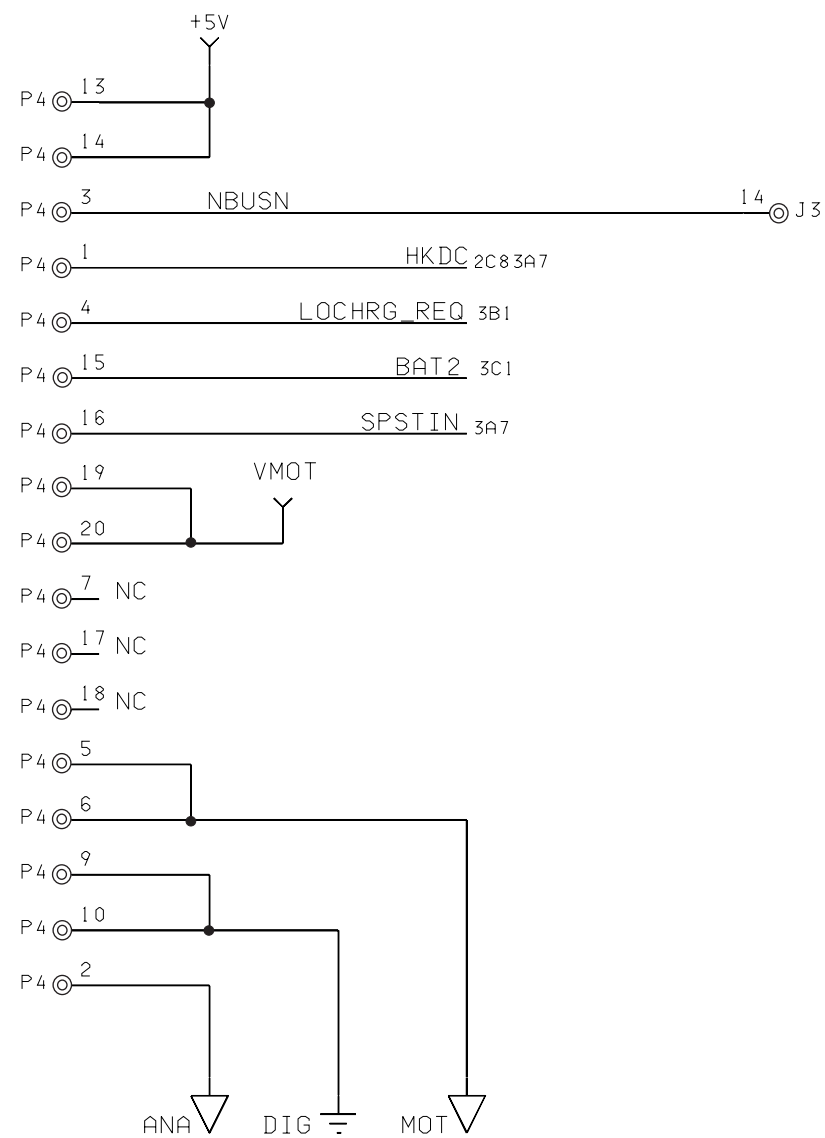 +5V
P4 13
P4 14
P4 3 NBUSN 14 J3
P4 1 HKDC 2C8 3A7
P4 4 LOCHRG_REQ 3B1
P4 15 BAT2 3C1
P4 16 SPSTIN 3A7
P4 19 VMOT
P4 20
P4 7 NC
P4 17 NC
P4 18 NC
P4 5
P4 6
P4 9
P4 10
P4 2
ANA DIG MOT